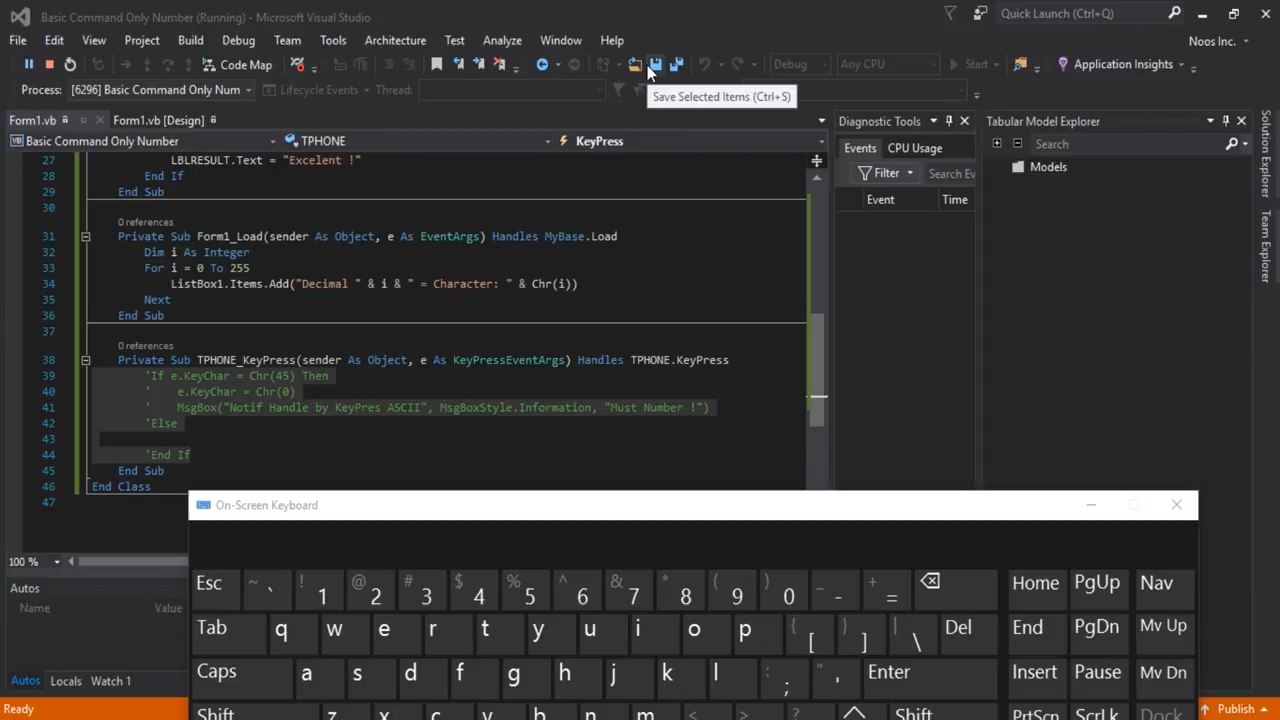 Basic Command Only Number (Running) - Microsoft Visual Studio
Quick Launch (Ctrl+Q)
File Edit View Project Build Debug Team Tools Architecture Test Analyze Window Help
Noos Inc.
Code Map
Debug
Any CPU
Start
Application Insights
Process: [6296] Basic Command Only Num
Lifecycle Events
Thread:
Save Selected Items (Ctrl+S)
Form1.vb
Form1.vb [Design]
Diagnostic Tools
Tabular Model Explorer
Basic Command Only Number
TPHONE
KeyPress
Events CPU Usage
Search
Filter
Search Ev
Models
Event Time
Solution Explorer
Team Explorer
27 LBLRESULT.Text = "Excelent !"
28 End If
29 End Sub
30
0 references
31 Private Sub Form1_Load(sender As Object, e As EventArgs) Handles MyBase.Load
32 Dim i As Integer
33 For i = 0 To 255
34 ListBox1.Items.Add("Decimal " & i & " = Character: " & Chr(i))
35 Next
36 End Sub
37
0 references
38 Private Sub TPHONE_KeyPress(sender As Object, e As KeyPressEventArgs) Handles TPHONE.KeyPress
39 'If e.KeyChar = Chr(45) Then
40 ' e.KeyChar = Chr(0)
41 ' MsgBox("Notif Handle by KeyPres ASCII", MsgBoxStyle.Information, "Must Number !")
42 'Else
43
44 'End If
45 End Sub
46 End Class
47
100 %
Autos
Name Value
Autos Locals Watch 1
Ready
Publish
On-Screen Keyboard
Esc ~ ` ! 1 @ 2 # 3 $ 4 % 5 ^ 6 & 7 * 8 ( 9 ) 0 _ - + = Home PgUp Nav
Tab q w e r t y u i o p { [ } ] | \ Del End PgDn Mv Up
Caps a s d f g h j k l : ; " ' Enter Insert Pause Mv Dn
Shift z x c v b n m < > ? Shift PrtScn ScrLk Dock